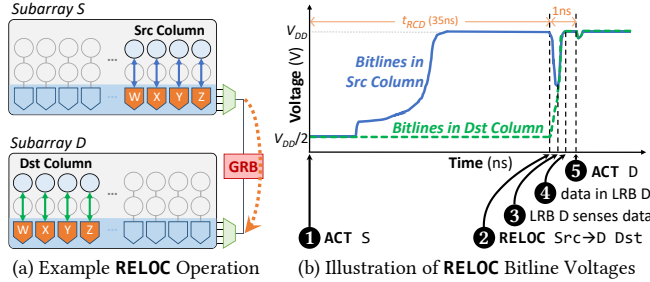 Subarray S
Src Column
...
W X Y Z
Subarray D
Dst Column
...
W X Y Z
GRB
(a) Example RELOC Operation
Voltage (V)
V_DD
V_DD/2
t_RCD (35ns)
1ns
Bitlines in
Src Column
Bitlines in Dst Column
Time (ns)
5 ACT D
4 data in LRB D
3 LRB D senses data
1 ACT S
2 RELOC Src→D Dst
(b) Illustration of RELOC Bitline Voltages